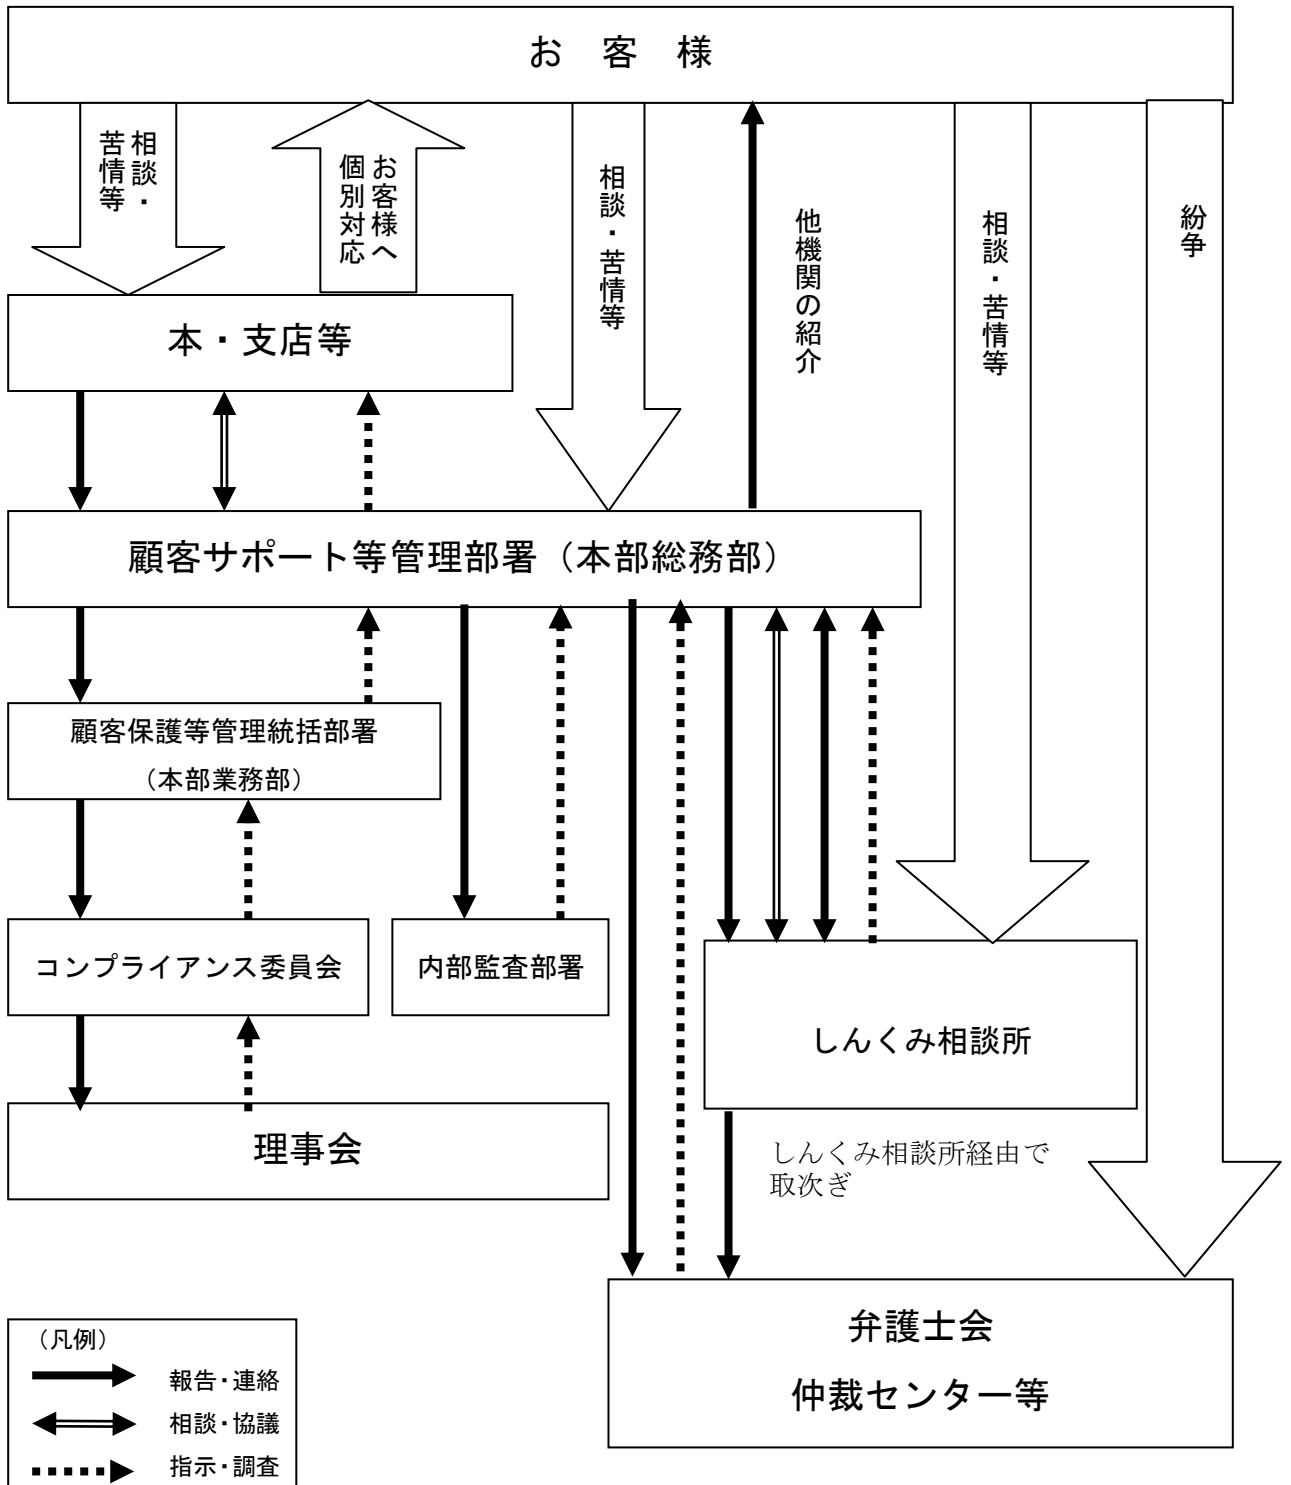 お 客 様
相談・
苦情等
お客様へ
個別対応
相談・苦情等
他機関の紹介
相談・苦情等
紛争
本・支店等
顧客サポート等管理部署（本部総務部）
顧客保護等管理統括部署
（本部業務部）
コンプライアンス委員会
内部監査部署
しんくみ相談所
理事会
しんくみ相談所経由で
取次ぎ
弁護士会
仲裁センター等
（凡例）
報告・連絡
相談・協議
指示・調査